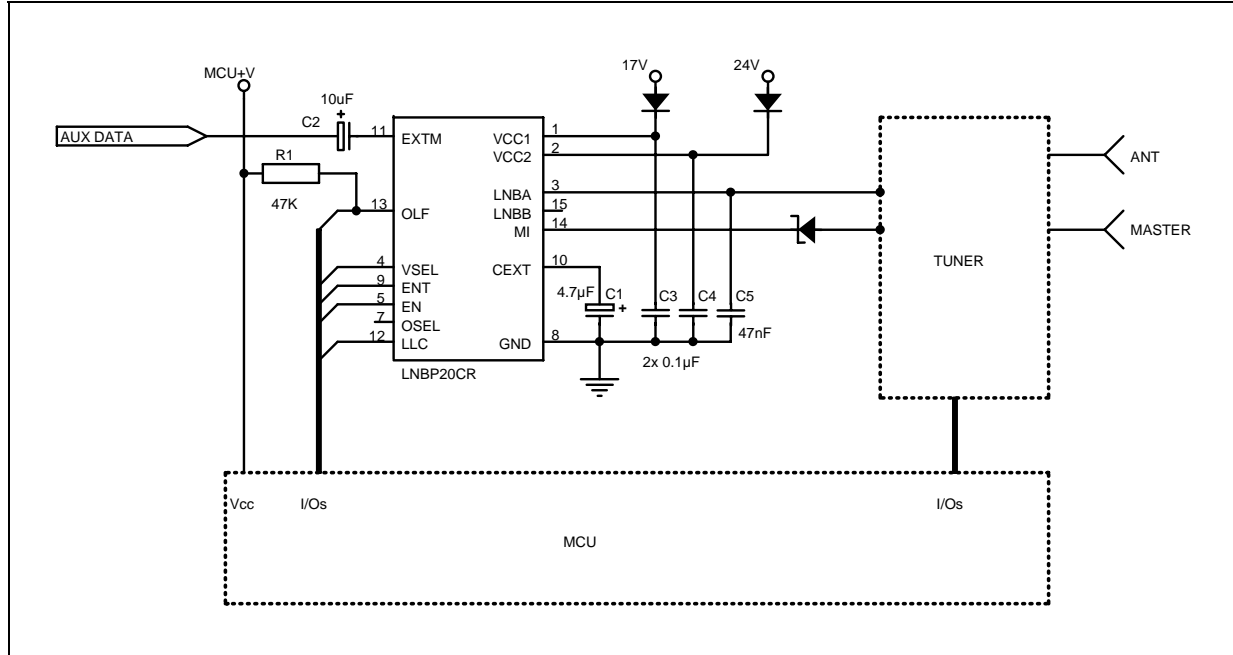 MCU+V
17V
24V
10uF
+
C2
AUX DATA
11
EXTM
R1
47K
13
OLF
4
VSEL
9
ENT
5
EN
7
OSEL
12
LLC
VCC1
1
VCC2
2
LNBA
3
LNBB
15
MI
14
CEXT
10
GND
8
LNBP20CR
4.7µF
C1
+
C3
C4
C5
47nF
2x 0.1µF
TUNER
ANT
MASTER
Vcc
I/Os
I/Os
MCU